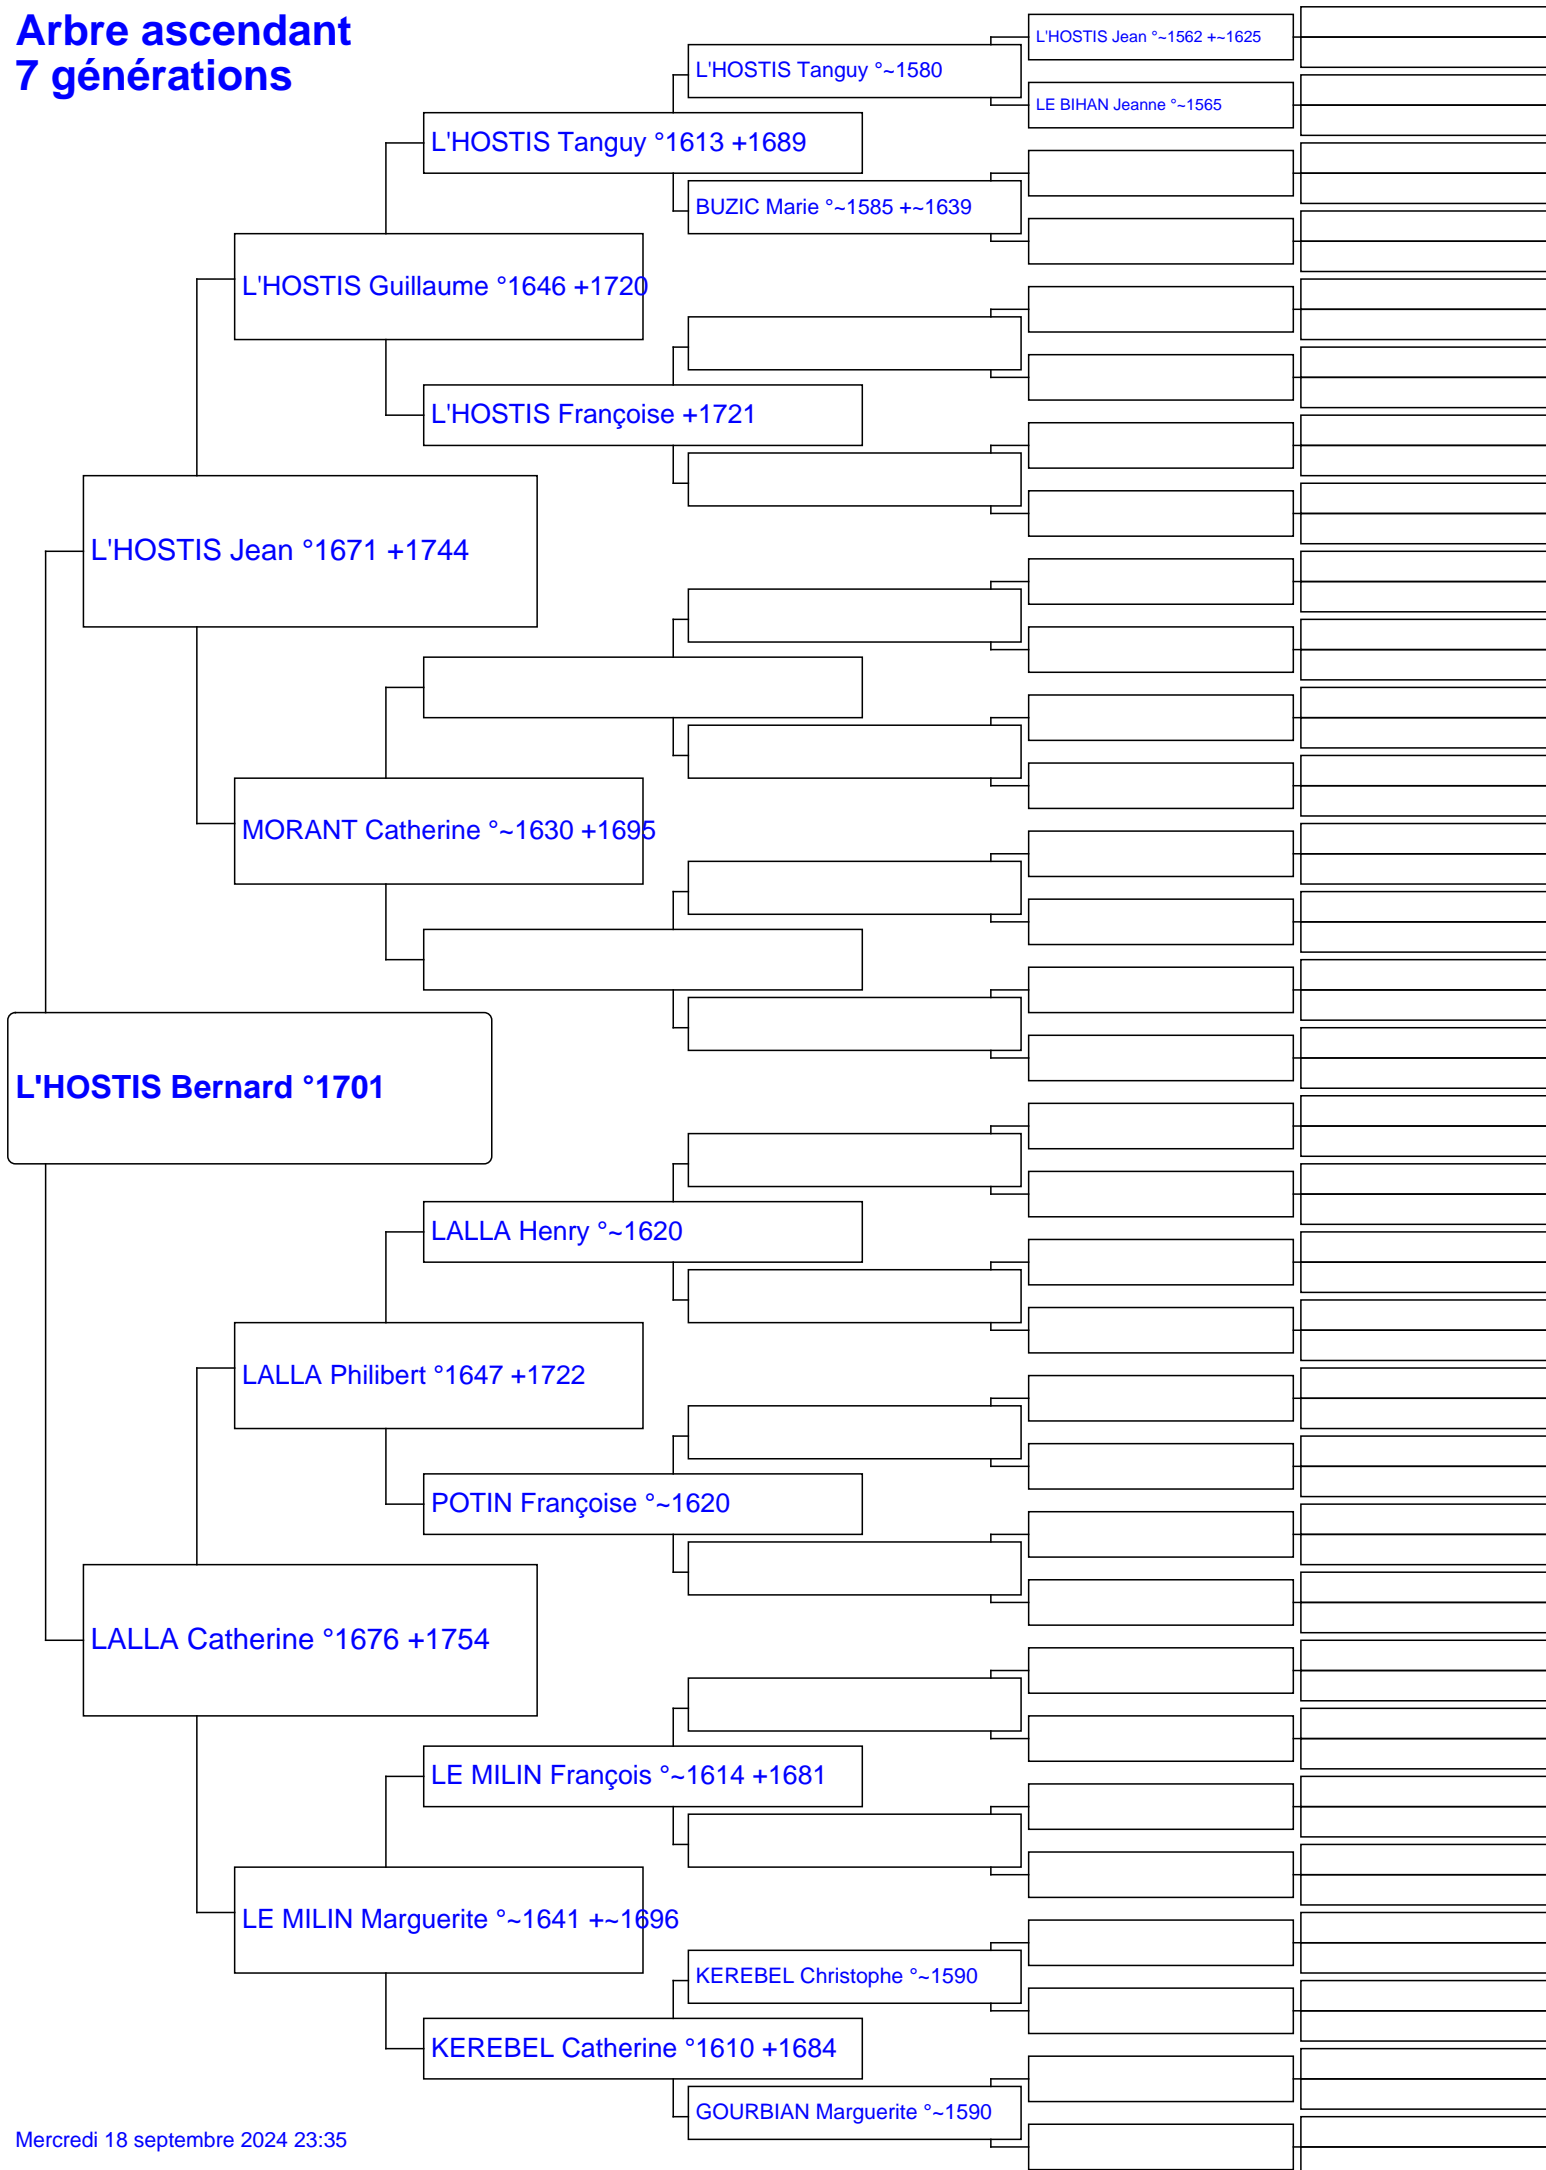 Arbre ascendant
7 générations
L'HOSTIS Jean °~1562 +~1625
L'HOSTIS Tanguy °~1580
LE BIHAN Jeanne °~1565
L'HOSTIS Tanguy °1613 +1689
BUZIC Marie °~1585 +~1639
L'HOSTIS Guillaume °1646 +1720
L'HOSTIS Françoise +1721
L'HOSTIS Jean °1671 +1744
MORANT Catherine °~1630 +1695
L'HOSTIS Bernard °1701
LALLA Henry °~1620
LALLA Philibert °1647 +1722
POTIN Françoise °~1620
LALLA Catherine °1676 +1754
LE MILIN François °~1614 +1681
LE MILIN Marguerite °~1641 +~1696
KEREBEL Christophe °~1590
KEREBEL Catherine °1610 +1684
GOURBIAN Marguerite °~1590
Mercredi 18 septembre 2024 23:35